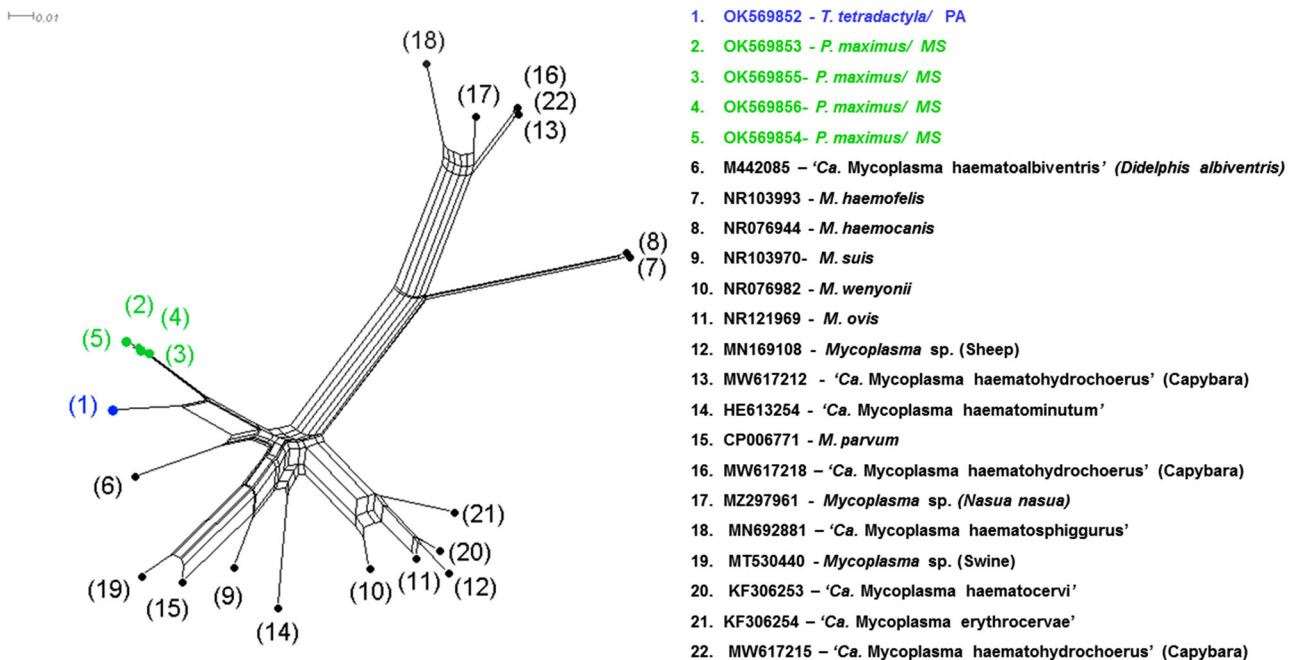 0.01
(18)
(16)
(17)
(22)
(13)
(8)
(7)
(2)
(4)
(5)
(3)
(1)
(6)
(21)
(20)
(19)
(15)
(9)
(10)
(11)
(12)
(14)
1. OK569852 - T. tetradactyla/ PA
2. OK569853 - P. maximus/ MS
3. OK569855- P. maximus/ MS
4. OK569856- P. maximus/ MS
5. OK569854- P. maximus/ MS
6. M442085 – ‘Ca. Mycoplasma haematoalbiventris’ (Didelphis albiventris)
7. NR103993 - M. haemofelis
8. NR076944 - M. haemocanis
9. NR103970- M. suis
10. NR076982 - M. wenyonii
11. NR121969 - M. ovis
12. MN169108 - Mycoplasma sp. (Sheep)
13. MW617212 - ‘Ca. Mycoplasma haematohydrochoerus’ (Capybara)
14. HE613254 - ‘Ca. Mycoplasma haematominutum’
15. CP006771 - M. parvum
16. MW617218 – ‘Ca. Mycoplasma haematohydrochoerus’ (Capybara)
17. MZ297961 - Mycoplasma sp. (Nasua nasua)
18. MN692881 – ‘Ca. Mycoplasma haematosphiggurus’
19. MT530440 - Mycoplasma sp. (Swine)
20. KF306253 – ‘Ca. Mycoplasma haematocervi’
21. KF306254 – ‘Ca. Mycoplasma erythrocervae’
22. MW617215 – ‘Ca. Mycoplasma haematohydrochoerus’ (Capybara)